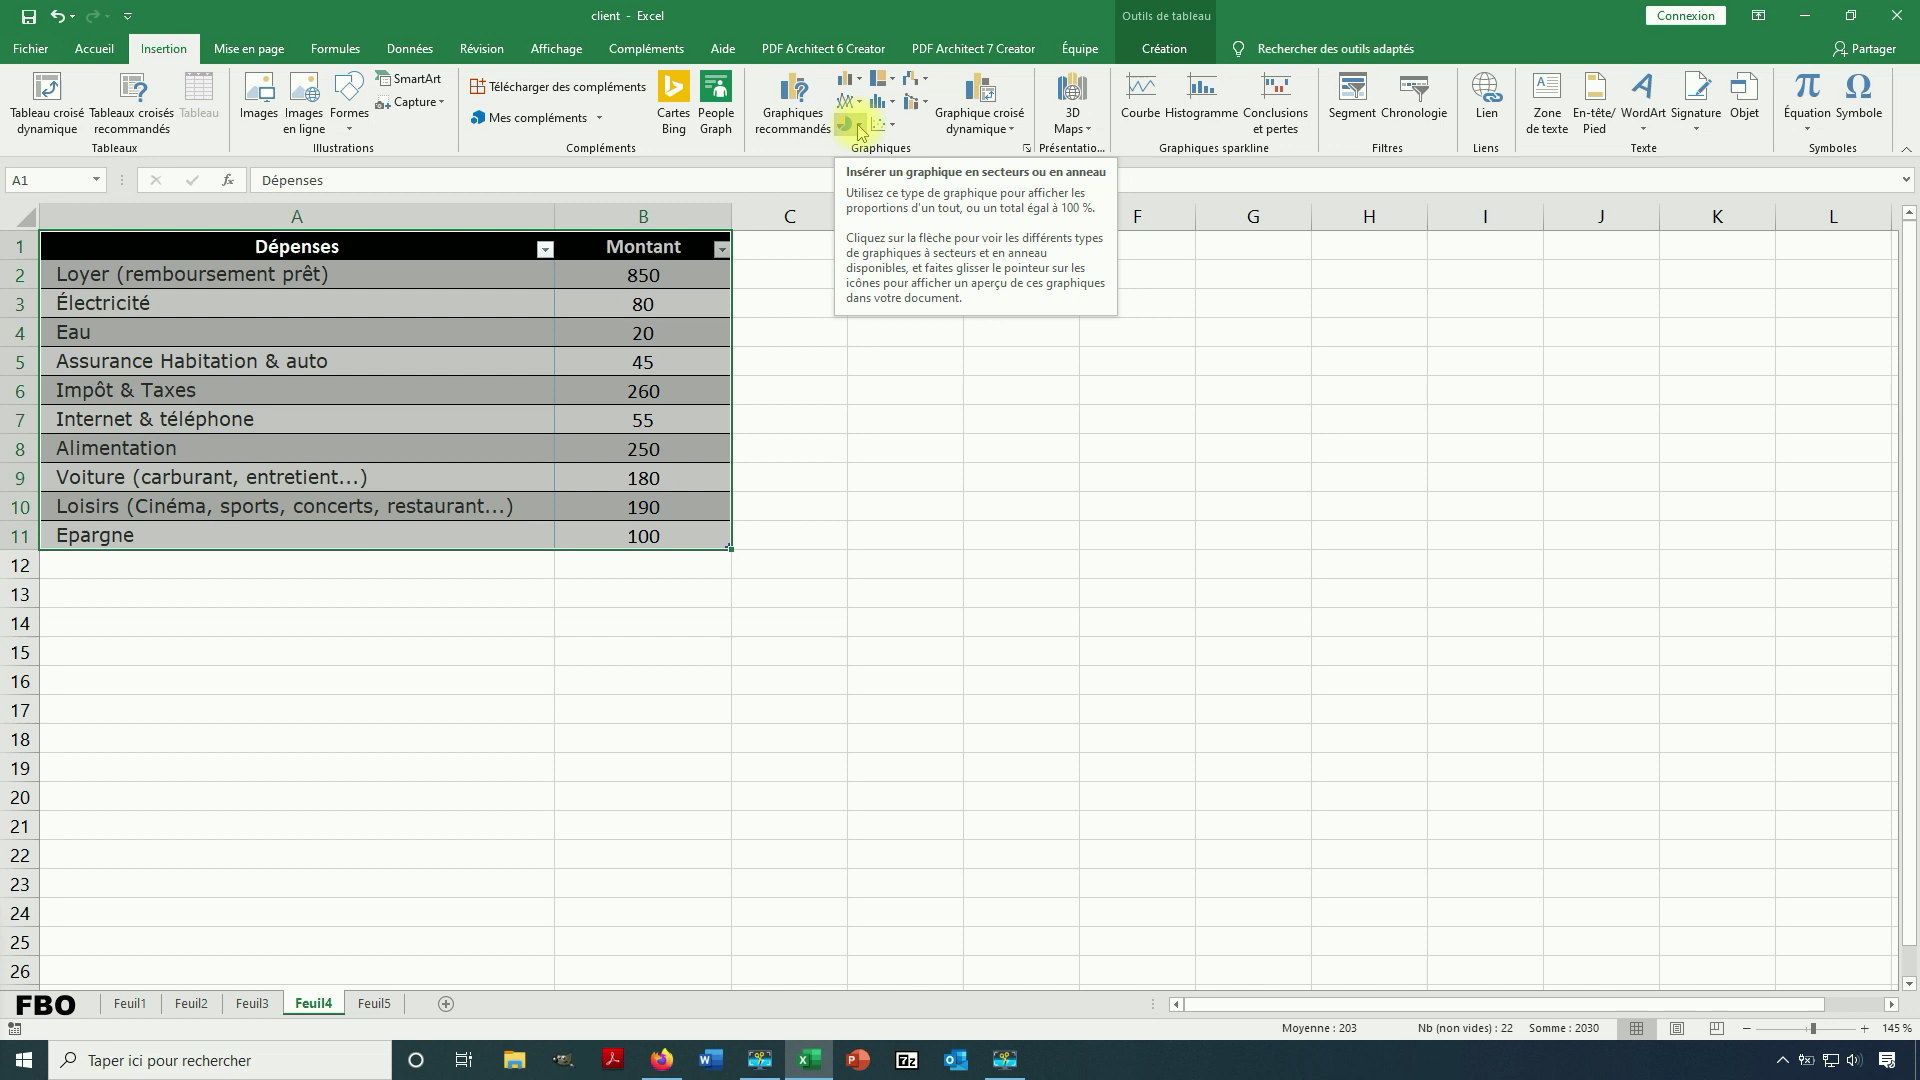 client - Excel
Outils de tableau
Connexion
Fichier Accueil Insertion Mise en page Formules Données Révision Affichage Compléments Aide PDF Architect 6 Creator PDF Architect 7 Creator Équipe Création Rechercher des outils adaptés Partager
Tableau croisé dynamique
Tableaux croisés recommandés
Tableau
Tableaux
Images
Images en ligne
Formes
SmartArt
Capture
Illustrations
Télécharger des compléments
Mes compléments
Cartes Bing
People Graph
Compléments
Graphiques recommandés
Graphique croisé dynamique
Graphiques
3D Maps
Présentatio...
Courbe
Histogramme
Conclusions et pertes
Graphiques sparkline
Segment
Chronologie
Filtres
Lien
Liens
Zone de texte
En-tête/ Pied
WordArt
Signature
Objet
Texte
Équation
Symbole
Symboles
A1
fx
Dépenses
Insérer un graphique en secteurs ou en anneau
Utilisez ce type de graphique pour afficher les
proportions d'un tout, ou un total égal à 100 %.
Cliquez sur la flèche pour voir les différents types
de graphiques à secteurs et en anneau
disponibles, et faites glisser le pointeur sur les
icônes pour afficher un aperçu de ces graphiques
dans votre document.
A B C F G H I J K L
1 Dépenses Montant
2 Loyer (remboursement prêt) 850
3 Électricité 80
4 Eau 20
5 Assurance Habitation & auto 45
6 Impôt & Taxes 260
7 Internet & téléphone 55
8 Alimentation 250
9 Voiture (carburant, entretient...) 180
10 Loisirs (Cinéma, sports, concerts, restaurant...) 190
11 Epargne 100
12
13
14
15
16
17
18
19
20
21
22
23
24
25
26
FBO Feuil1 Feuil2 Feuil3 Feuil4 Feuil5
Moyenne : 203 Nb (non vides) : 22 Somme : 2030 145 %
Taper ici pour rechercher